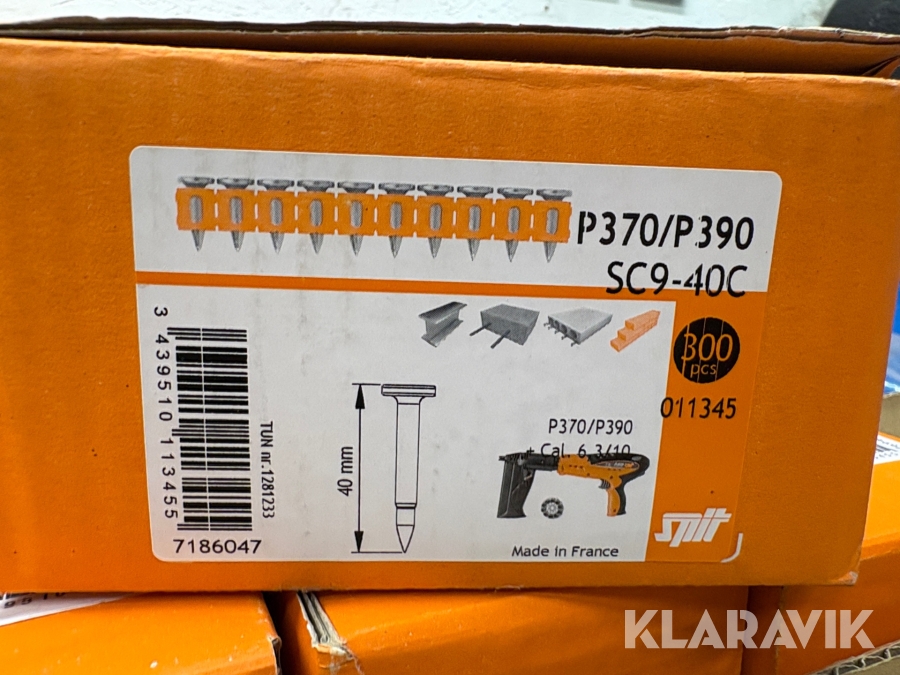 P370/P390
SC9-40C
300
pcs
011345
3 439510 113455
TUN nr. 1281233
7186047
40 mm
P370/P390
+ Cal. 6.3/10
Made in France
spit
KLARAVIK